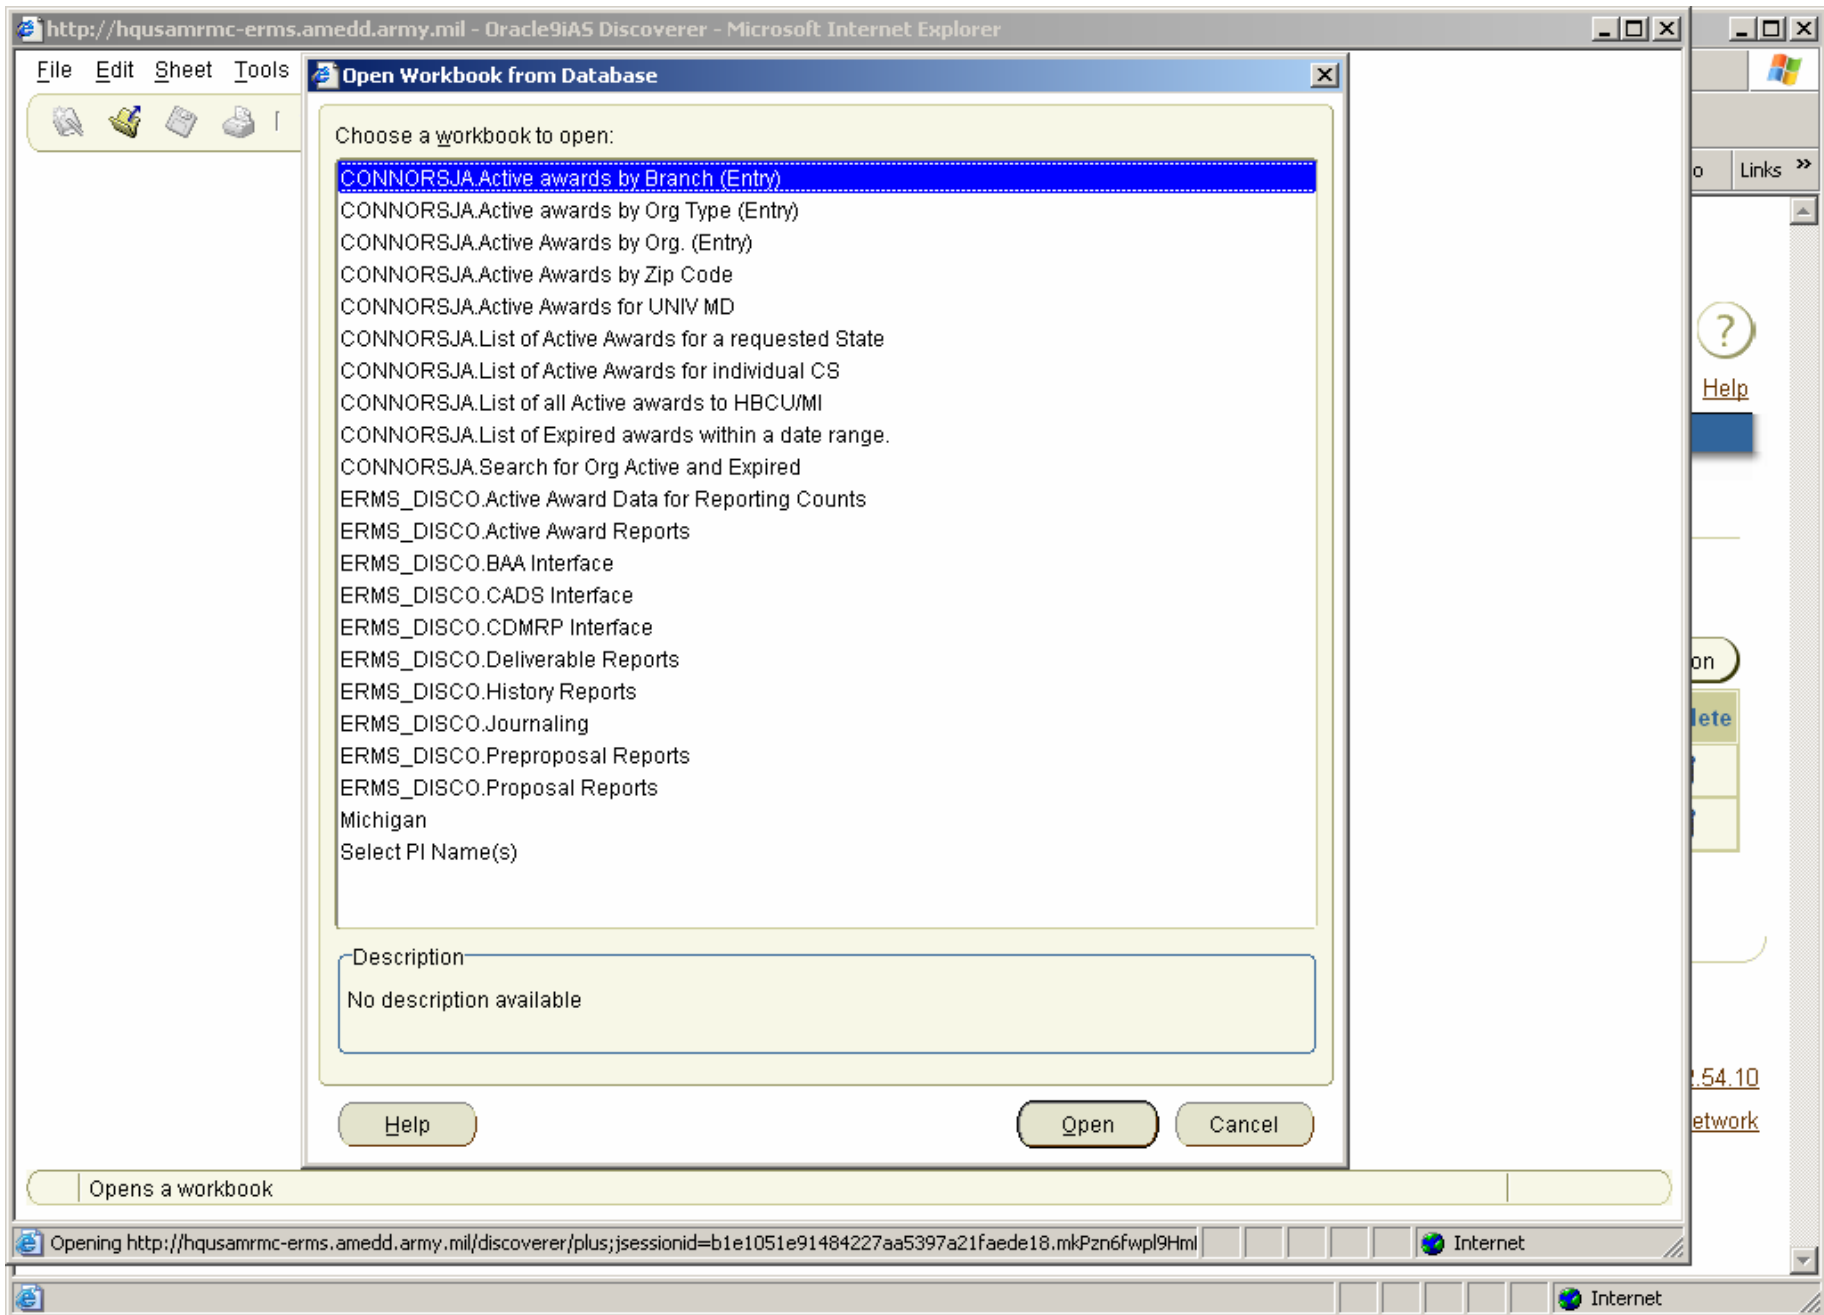 http://hqusamrmc-erms.amedd.army.mil - Oracle9iAS Discoverer - Microsoft Internet Explorer
File Edit Sheet Tools
Open Workbook from Database
Choose a workbook to open:
CONNORSJA.Active awards by Branch (Entry)
CONNORSJA.Active awards by Org Type (Entry)
CONNORSJA.Active Awards by Org. (Entry)
CONNORSJA.Active Awards by Zip Code
CONNORSJA.Active Awards for UNIV MD
CONNORSJA.List of Active Awards for a requested State
CONNORSJA.List of Active Awards for individual CS
CONNORSJA.List of all Active awards to HBCU/MI
CONNORSJA.List of Expired awards within a date range.
CONNORSJA.Search for Org Active and Expired
ERMS_DISCO.Active Award Data for Reporting Counts
ERMS_DISCO.Active Award Reports
ERMS_DISCO.BAA Interface
ERMS_DISCO.CADS Interface
ERMS_DISCO.CDMRP Interface
ERMS_DISCO.Deliverable Reports
ERMS_DISCO.History Reports
ERMS_DISCO.Journaling
ERMS_DISCO.Preproposal Reports
ERMS_DISCO.Proposal Reports
Michigan
Select PI Name(s)
Description
No description available
Help Open Cancel
o Links »
?
Help
on
lete
2.54.10
etwork
Opens a workbook
Opening http://hqusamrmc-erms.amedd.army.mil/discoverer/plus;jsessionid=b1e1051e91484227aa5397a21faede18.mkPzn6fwpl9Hml Internet
Internet